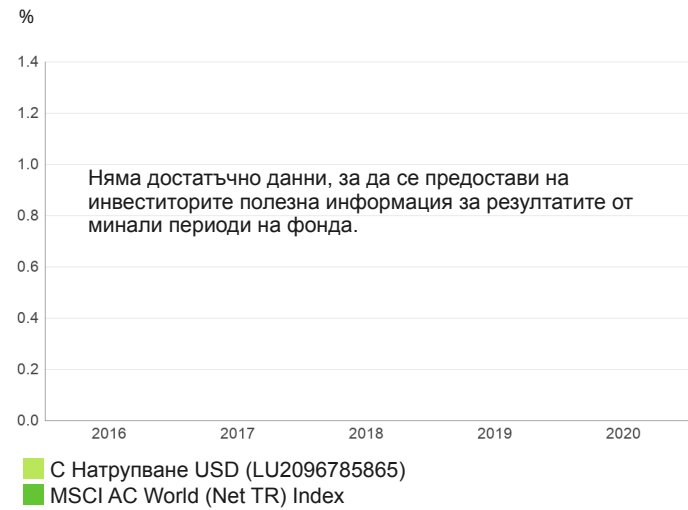 %
1.4
1.2
1.0
Няма достатъчно данни, за да се предостави на
инвеститорите полезна информация за резултатите от
0.8
минали периоди на фонда.
0.6
0.4
0.2
0.0
2016 2017 2018 2019 2020
C Натрупване USD (LU2096785865)
MSCI AC World (Net TR) Index